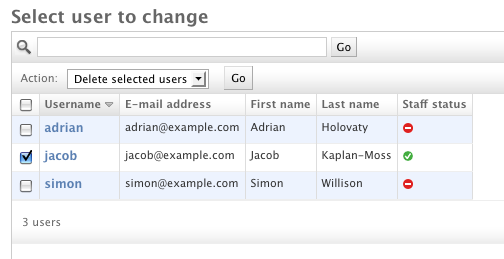 Select user to change
Go
Action: Delete selected users Go
Username E-mail address First name Last name Staff status
adrian adrian@example.com Adrian Holovaty
jacob jacob@example.com Jacob Kaplan-Moss
simon simon@example.com Simon Willison
3 users